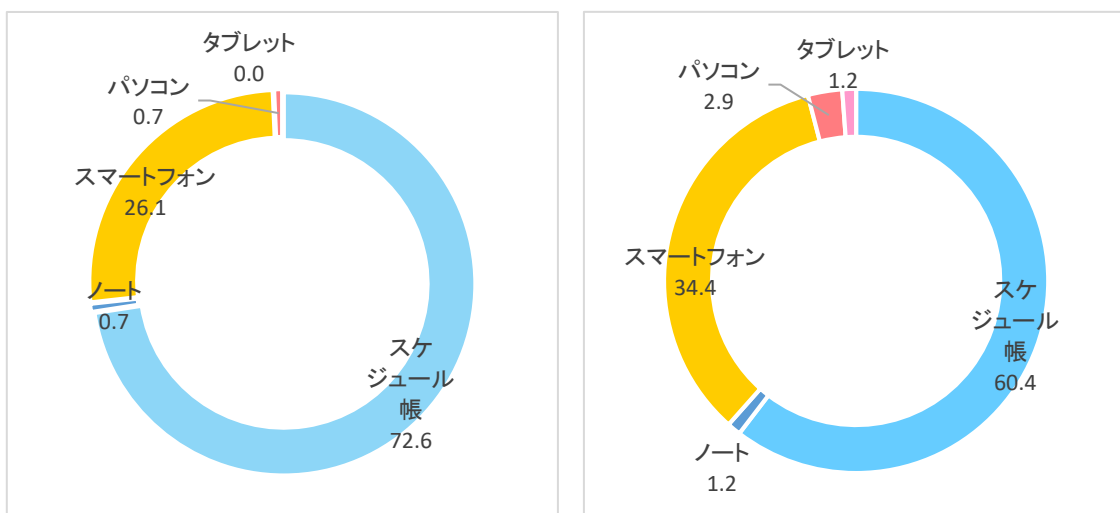 タブレット
0.0
パソコン
0.7
スマートフォン
26.1
ノート
0.7
スケ
ジュール
帳
72.6
タブレット
1.2
パソコン
2.9
スマートフォン
34.4
スケ
ジュール
帳
60.4
ノート
1.2